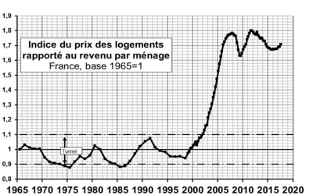 1,9
1,8
1,7
1,6
1,5
1,4
1,3
1,2
1,1
1
0,9
0,8
Indice du prix des logements
rapporté au revenu par ménage
France, base 1965=1
Tunnel
1965 1970 1975 1980 1985 1990 1995 2000 2005 2010 2015 2020